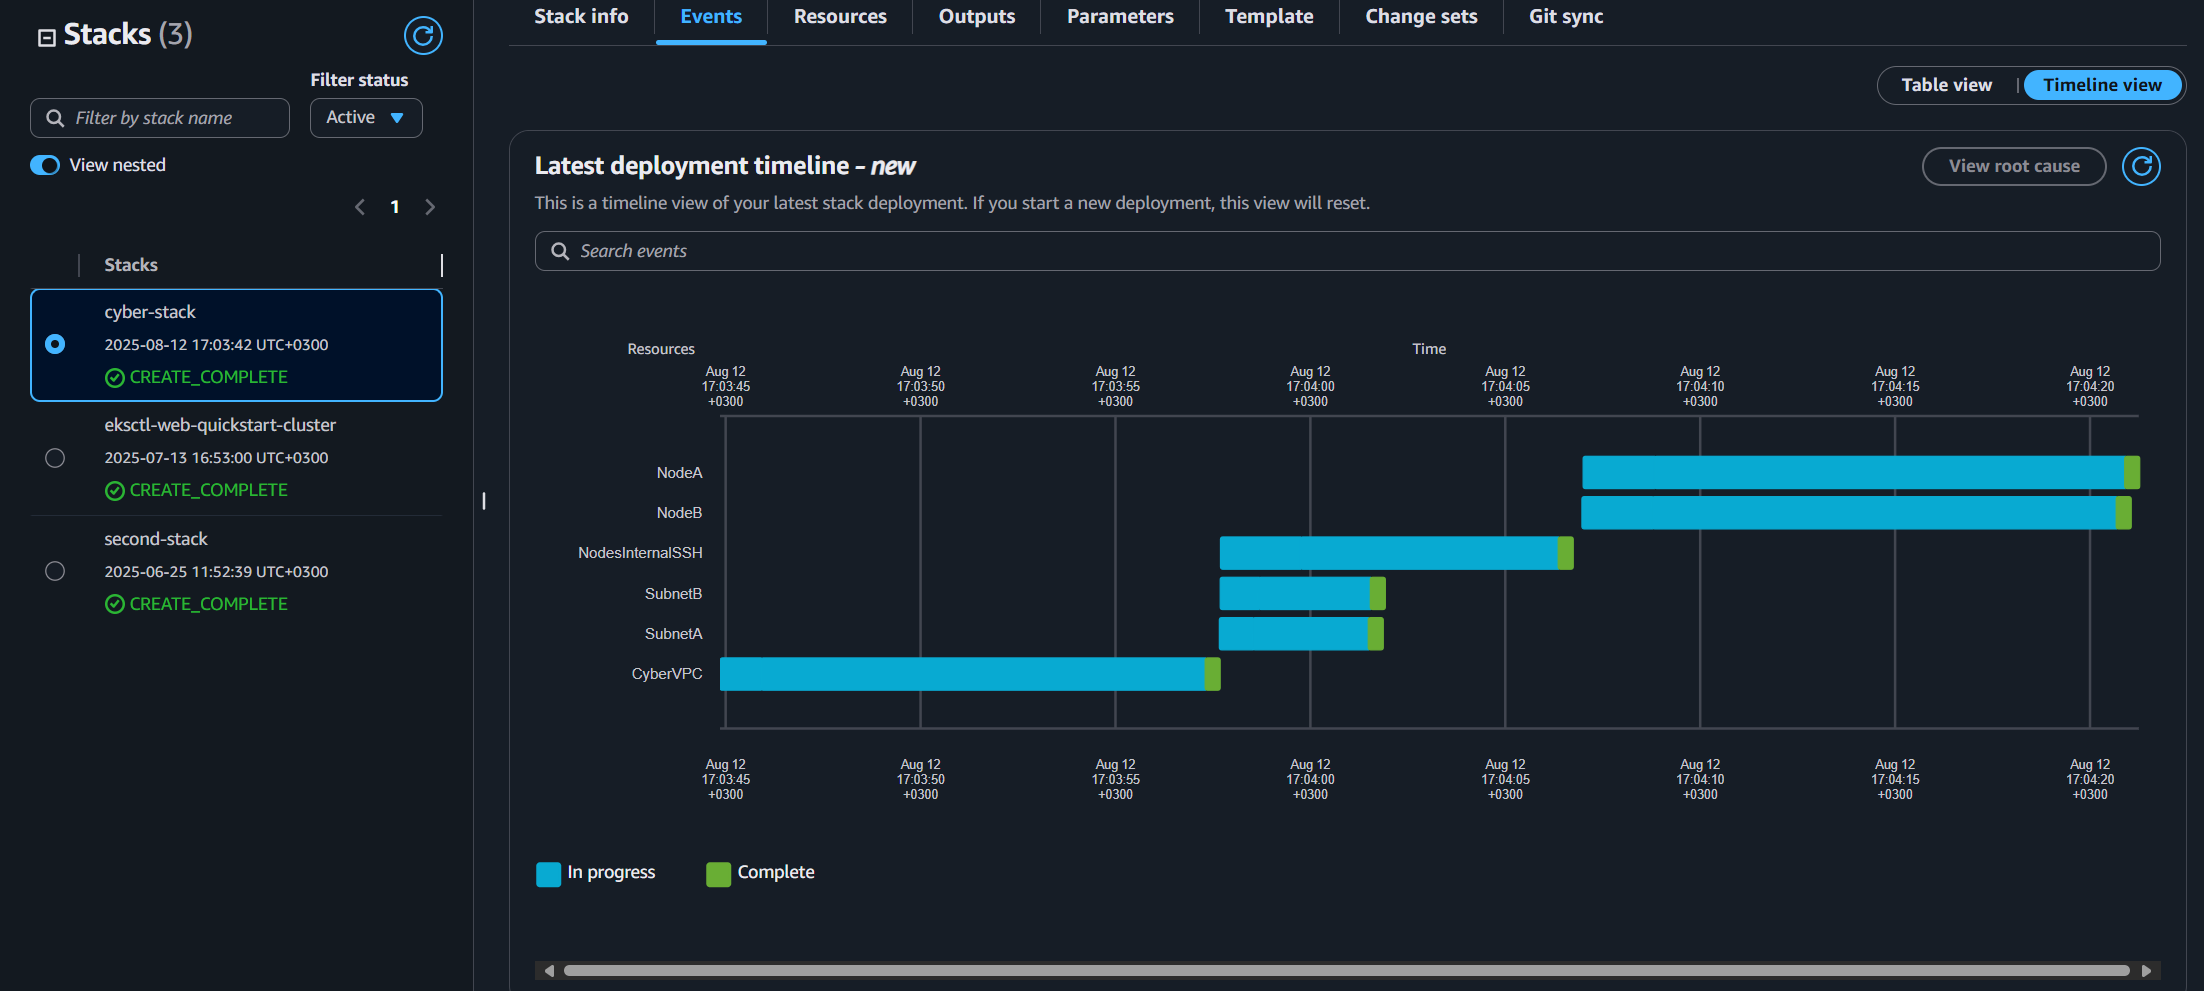 Stacks (3)
Filter status
Filter by stack name
Active
View nested
1
Stacks
cyber-stack
2025-08-12 17:03:42 UTC+0300
CREATE_COMPLETE
eksctl-web-quickstart-cluster
2025-07-13 16:53:00 UTC+0300
CREATE_COMPLETE
second-stack
2025-06-25 11:52:39 UTC+0300
CREATE_COMPLETE
Stack info
Events
Resources
Outputs
Parameters
Template
Change sets
Git sync
Table view
Timeline view
Latest deployment timeline - new
View root cause
This is a timeline view of your latest stack deployment. If you start a new deployment, this view will reset.
Search events
Resources
Time
Aug 12
17:03:45
+0300
Aug 12
17:03:50
+0300
Aug 12
17:03:55
+0300
Aug 12
17:04:00
+0300
Aug 12
17:04:05
+0300
Aug 12
17:04:10
+0300
Aug 12
17:04:15
+0300
Aug 12
17:04:20
+0300
NodeA
NodeB
NodesInternalSSH
SubnetB
SubnetA
CyberVPC
Aug 12
17:03:45
+0300
Aug 12
17:03:50
+0300
Aug 12
17:03:55
+0300
Aug 12
17:04:00
+0300
Aug 12
17:04:05
+0300
Aug 12
17:04:10
+0300
Aug 12
17:04:15
+0300
Aug 12
17:04:20
+0300
In progress
Complete